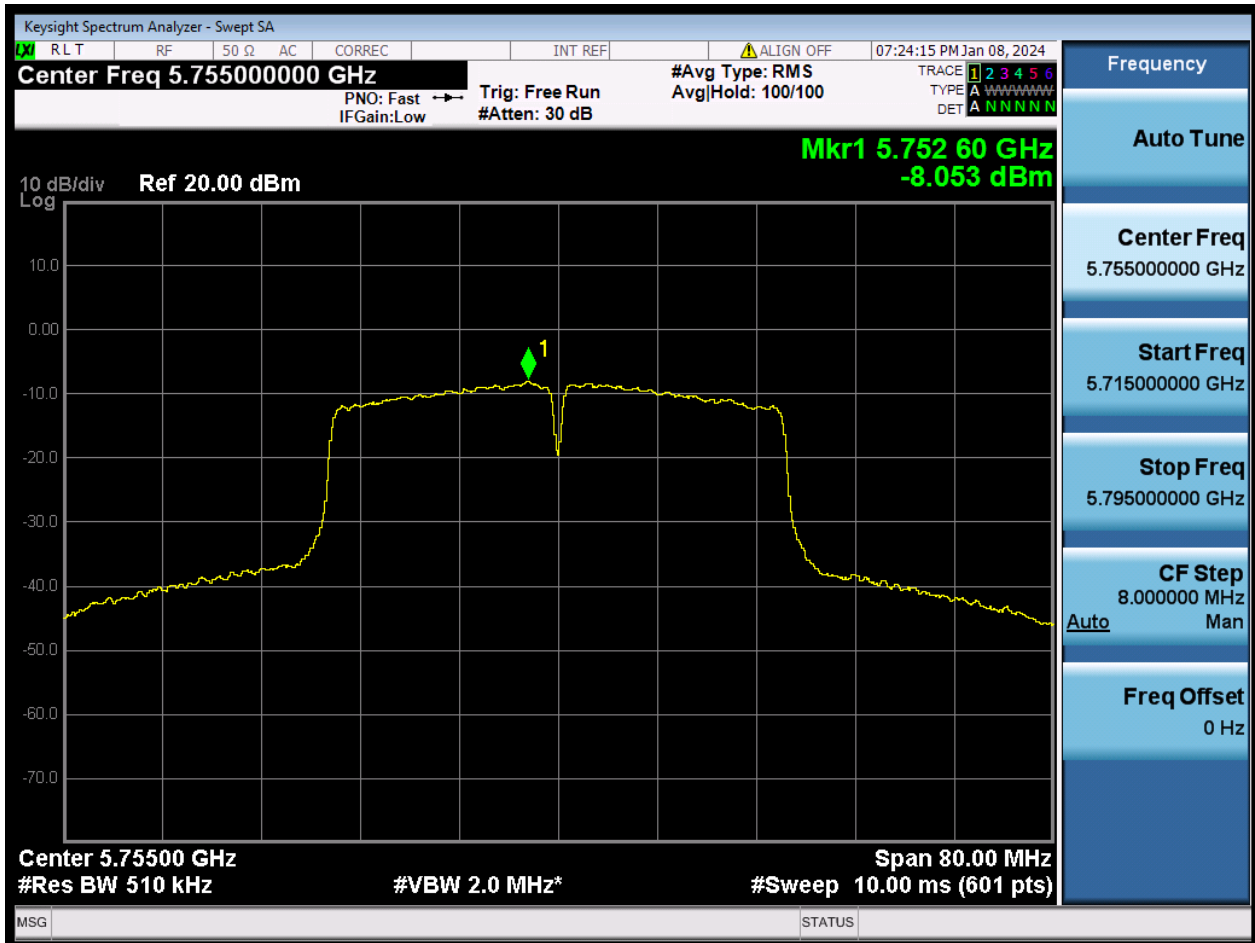 Keysight Spectrum Analyzer - Swept SA
LXI RLT RF 50 Ω AC CORREC INT REF ALIGN OFF 07:24:15 PM Jan 08, 2024
Center Freq 5.755000000 GHz
PNO: Fast
IFGain:Low
Trig: Free Run
#Atten: 30 dB
#Avg Type: RMS
Avg|Hold: 100/100
TRACE 1 2 3 4 5 6
TYPE A WWWWW
DET A N N N N N
Mkr1 5.752 60 GHz
-8.053 dBm
10 dB/div Ref 20.00 dBm
Log
10.0
0.00
1
-10.0
-20.0
-30.0
-40.0
-50.0
-60.0
-70.0
Center 5.75500 GHz Span 80.00 MHz
#Res BW 510 kHz #VBW 2.0 MHz* #Sweep 10.00 ms (601 pts)
MSG STATUS
Frequency
Auto Tune
Center Freq
5.755000000 GHz
Start Freq
5.715000000 GHz
Stop Freq
5.795000000 GHz
CF Step
8.000000 MHz
Auto Man
Freq Offset
0 Hz